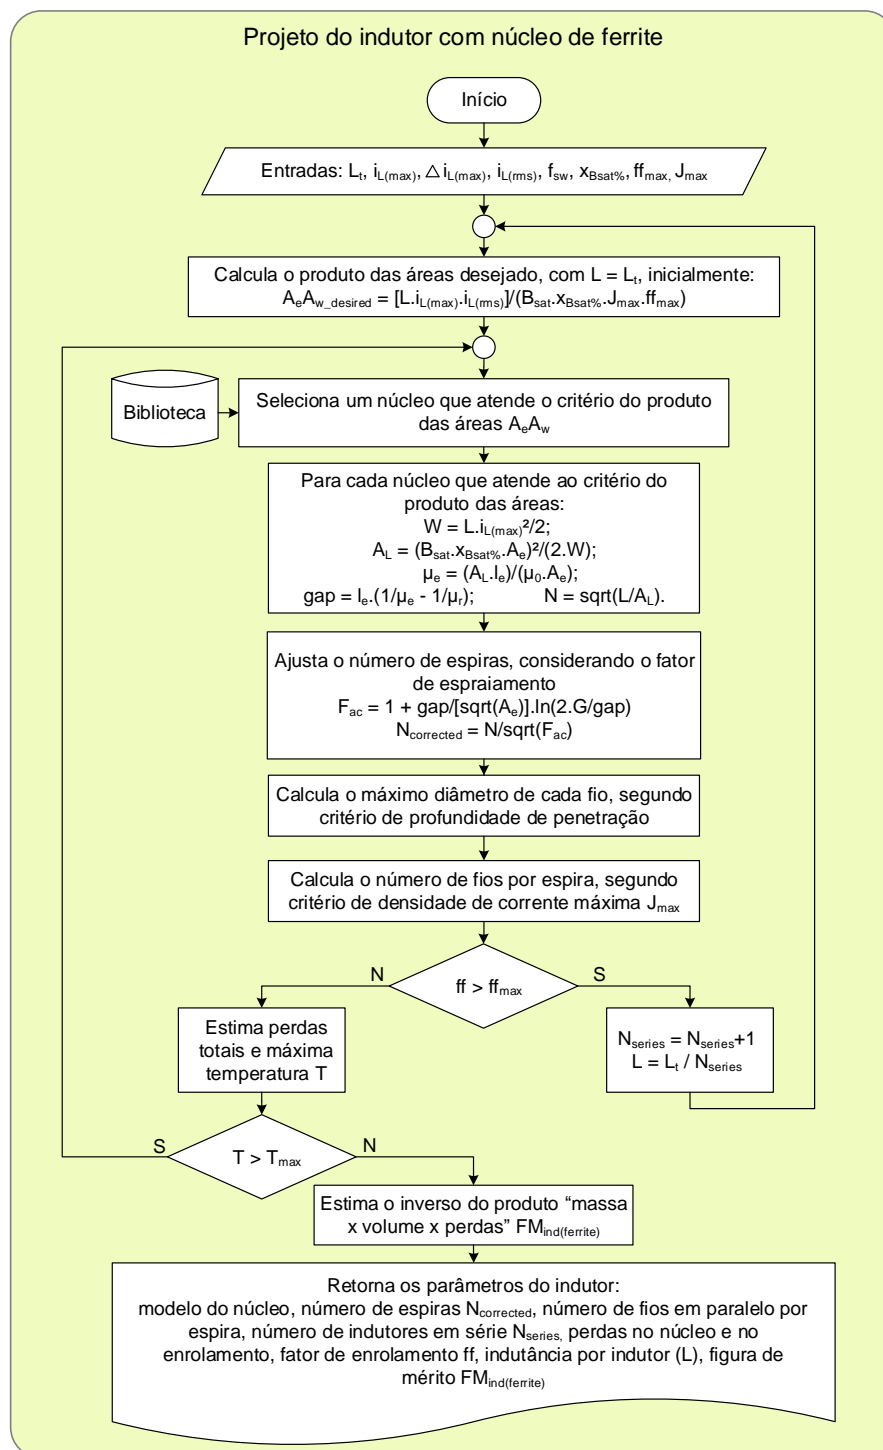 Projeto do indutor com núcleo de ferrite
Início
Entradas: Lt, iL(max), △ iL(max), iL(rms), fsw, xBsat%, ffmax, Jmax
Calcula o produto das áreas desejado, com L = Lt, inicialmente:
AeAw_desired = [L.iL(max).iL(rms)]/(Bsat.xBsat%.Jmax.ffmax)
Biblioteca
Seleciona um núcleo que atende o critério do produto
das áreas AeAw
Para cada núcleo que atende ao critério do
produto das áreas:
W = L.iL(max)²/2;
AL = (Bsat.xBsat%.Ae)²/(2.W);
μe = (AL.le)/(μ0.Ae);
gap = le.(1/μe - 1/μr); N = sqrt(L/AL).
Ajusta o número de espiras, considerando o fator
de espraiamento
Fac = 1 + gap/[sqrt(Ae)].ln(2.G/gap)
Ncorrected = N/sqrt(Fac)
Calcula o máximo diâmetro de cada fio, segundo
critério de profundidade de penetração
Calcula o número de fios por espira, segundo
critério de densidade de corrente máxima Jmax
N
ff > ffmax
S
Estima perdas
totais e máxima
temperatura T
Nseries = Nseries+1
L = Lt / Nseries
S
T > Tmax
N
Estima o inverso do produto “massa
x volume x perdas” FMind(ferrite)
Retorna os parâmetros do indutor:
modelo do núcleo, número de espiras Ncorrected, número de fios em paralelo por
espira, número de indutores em série Nseries, perdas no núcleo e no
enrolamento, fator de enrolamento ff, indutância por indutor (L), figura de
mérito FMind(ferrite)